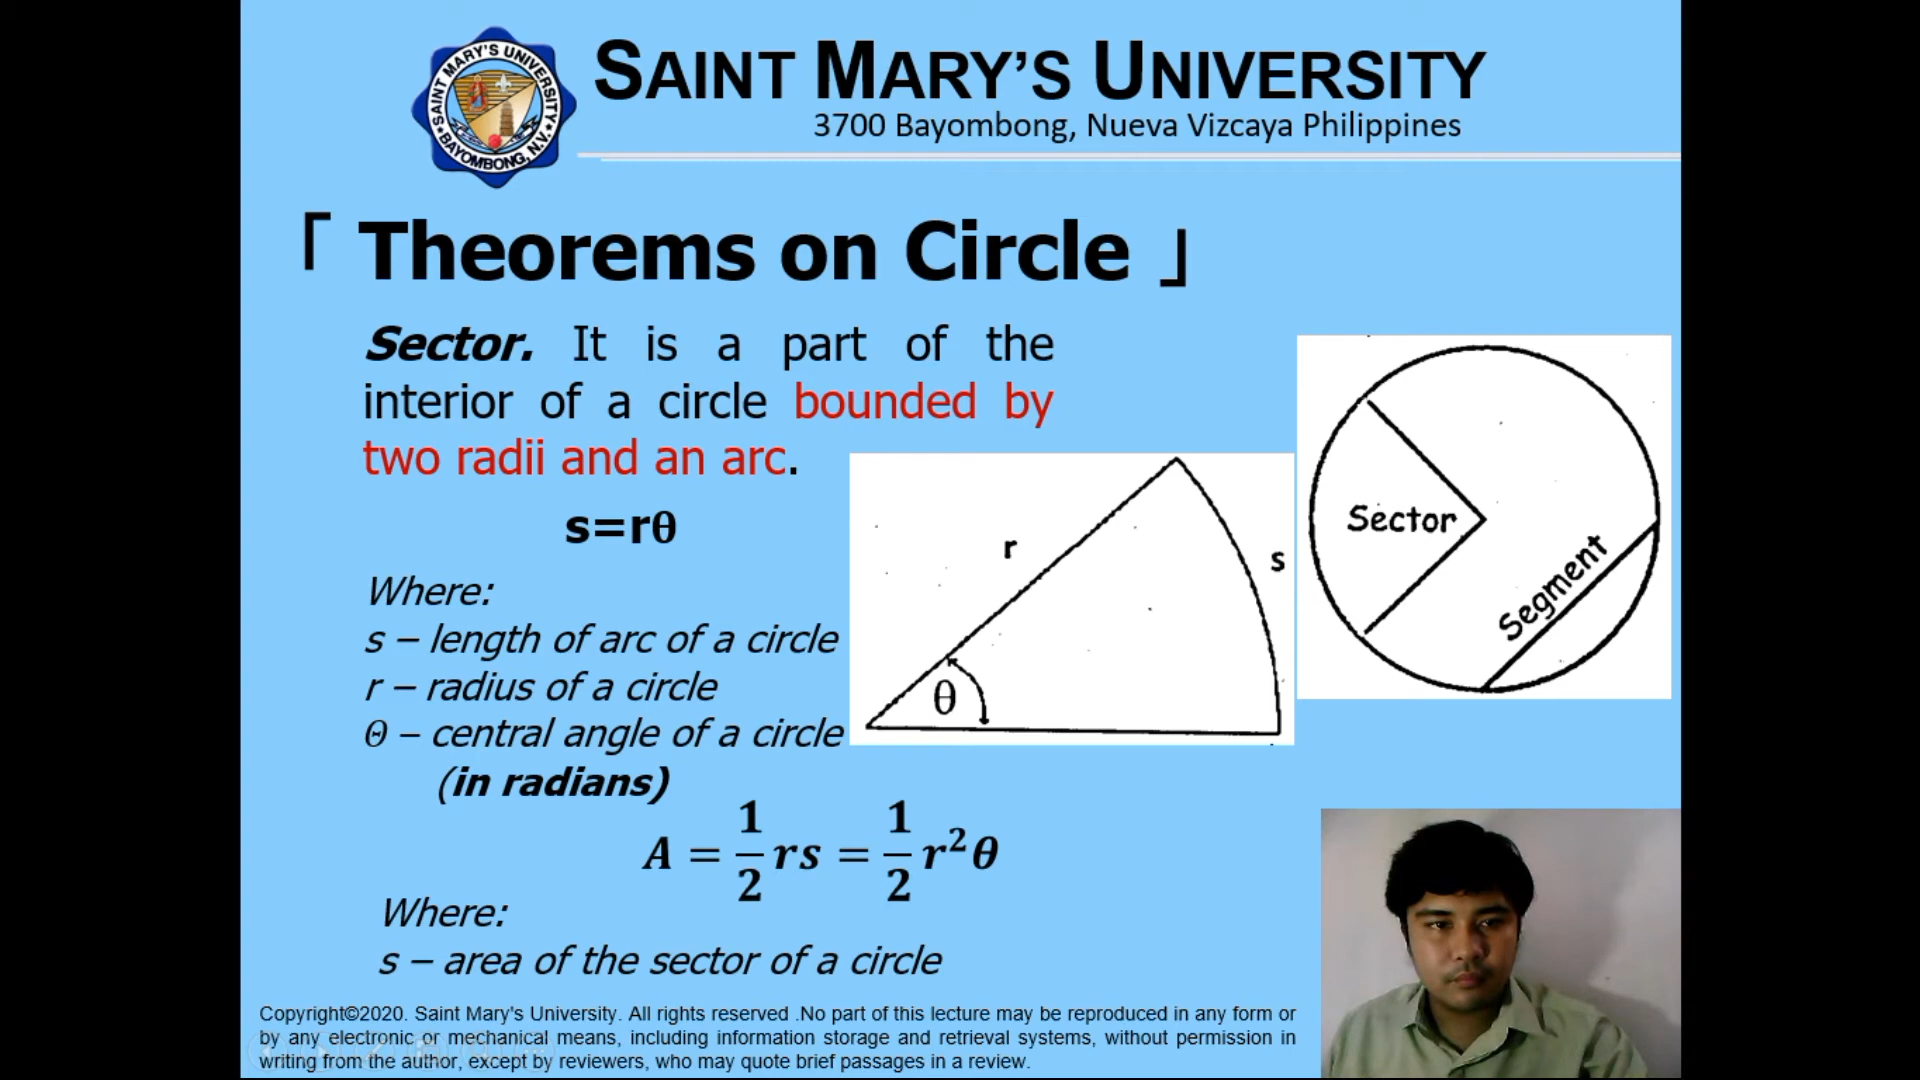 SAINT MARY'S UNIVERSITY
SAINT MARY'S UNIVERSITY
BAYOMBONG, N.V.
3700 Bayombong, Nueva Vizcaya Philippines
「 Theorems on Circle 」
Sector. It is a part of the
interior of a circle bounded by
two radii and an arc.
s=rθ
Where:
s – length of arc of a circle
r – radius of a circle
θ – central angle of a circle
(in radians)
r
s
θ
Sector
Segment
A = 1/2 rs = 1/2 r²θ
Where:
s – area of the sector of a circle
Copyright©2020. Saint Mary's University. All rights reserved .No part of this lecture may be reproduced in any form or
by any electronic or mechanical means, including information storage and retrieval systems, without permission in
writing from the author, except by reviewers, who may quote brief passages in a review.